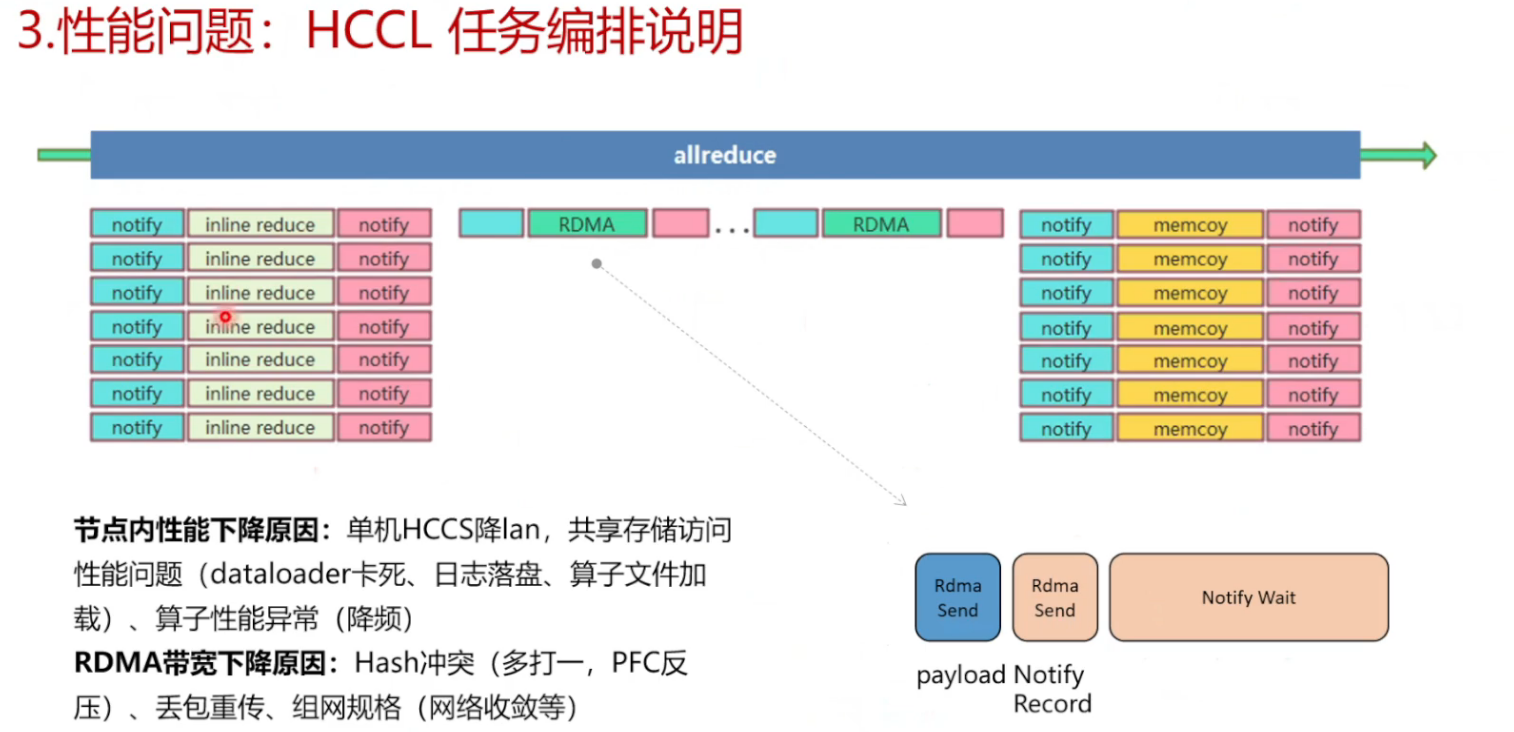 3.性能问题：HCCL 任务编排说明
allreduce
notify inline reduce notify RDMA ... RDMA notify memcoy notify
notify inline reduce notify notify memcoy notify
notify inline reduce notify notify memcoy notify
notify inline reduce notify notify memcoy notify
notify inline reduce notify notify memcoy notify
notify inline reduce notify notify memcoy notify
notify inline reduce notify notify memcoy notify
节点内性能下降原因：单机HCCS降lan，共享存储访问
性能问题（dataloader卡死、日志落盘、算子文件加
载）、算子性能异常（降频）
RDMA带宽下降原因：Hash冲突（多打一，PFC反
压）、丢包重传、组网规格（网络收敛等）
Rdma
Send
Rdma
Send
Notify Wait
payload
Notify
Record